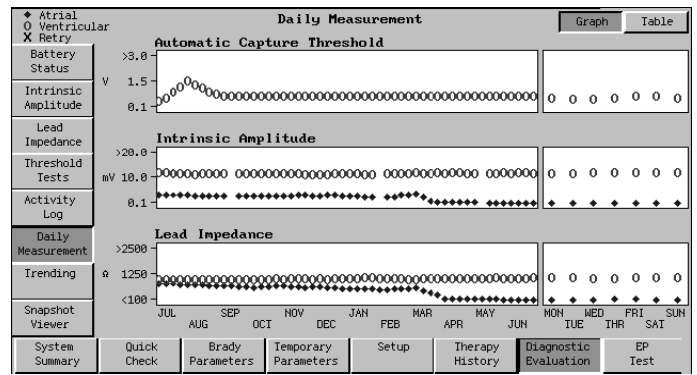 ◆ Atrial
O Ventricular
X Retry
Daily Measurement
Graph
Table
Battery
Status
Intrinsic
Amplitude
Lead
Impedance
Threshold
Tests
Activity
Log
Daily
Measurement
Trending
Snapshot
Viewer
Automatic Capture Threshold
>3.0
V 1.5
0.1
Intrinsic Amplitude
>20.0
mV 10.0
0.1
Lead Impedance
>2500
Ω 1250
<100
JUL SEP NOV JAN MAR MAY MON WED FRI SUN
AUG OCT DEC FEB APR JUN TUE THR SAT
System
Summary
Quick
Check
Brady
Parameters
Temporary
Parameters
Setup
Therapy
History
Diagnostic
Evaluation
EP
Test